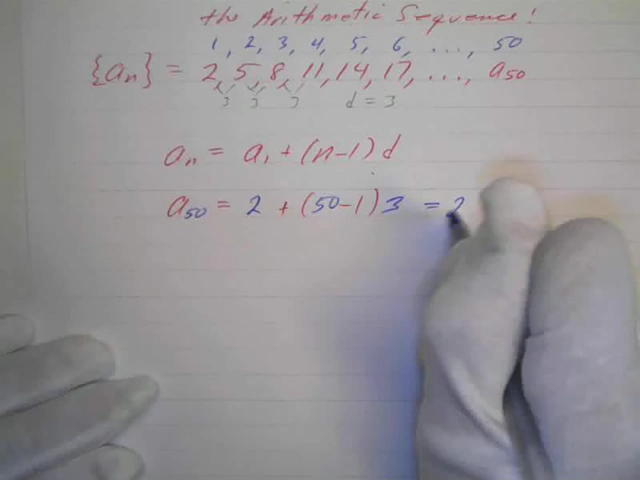 the Arithmetic Sequence!
1, 2, 3, 4, 5, 6, ..., 50
{an} = 2, 5, 8, 11, 14, 17, ..., a50
3 3 3 d = 3
an = a1 + (n-1)d
a50 = 2 + (50-1)3 = 2